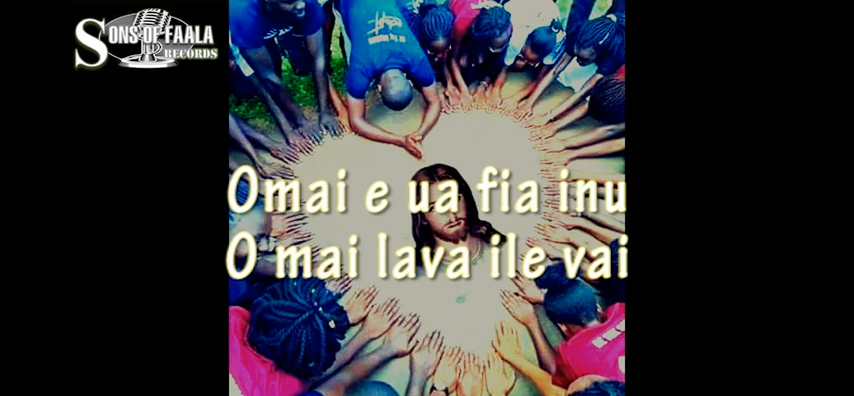 SONS OF FAALA
RECORDS
Omai e ua fia inu
O mai lava ile vai